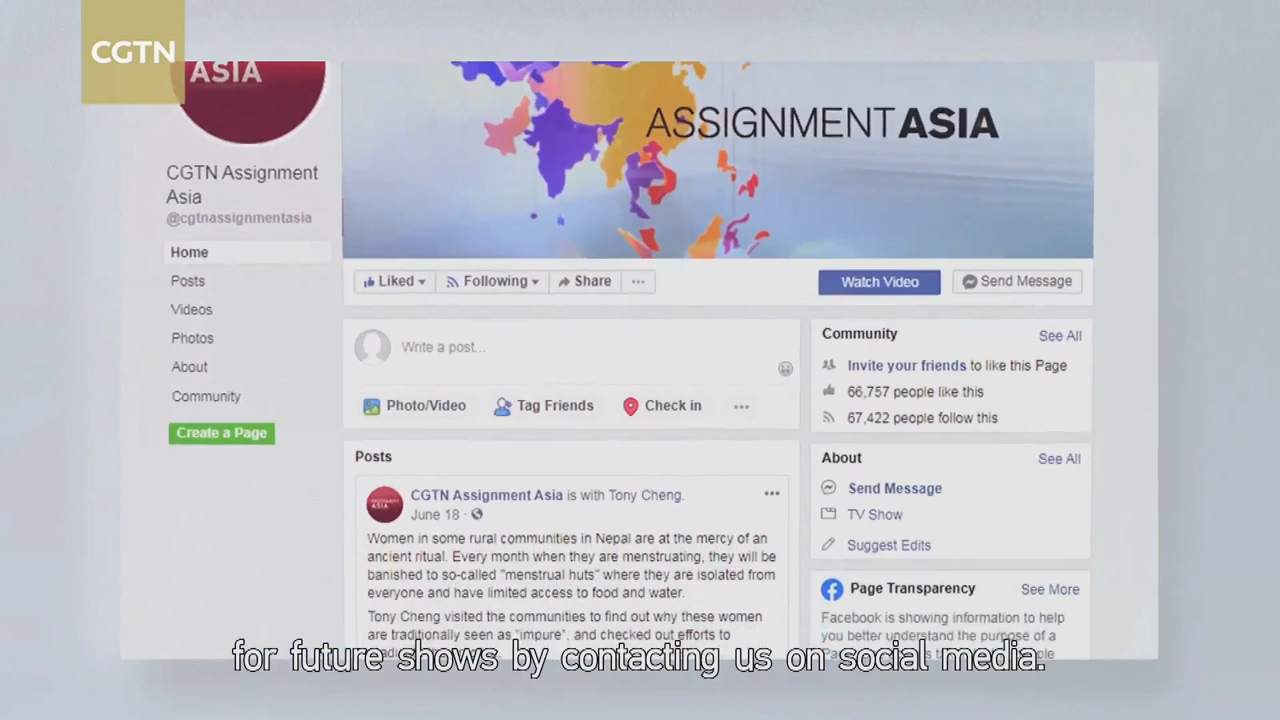 CGTN
ASIA
ASSIGNMENT ASIA
CGTN Assignment
Asia
@cgtnassignmentasia
Home
Posts
Videos
Photos
About
Community
Create a Page
Liked
Following
Share
Watch Video
Send Message
Write a post...
Photo/Video
Tag Friends
Check in
Posts
CGTN Assignment Asia is with Tony Cheng.
June 18
Women in some rural communities in Nepal are at the mercy of an
ancient ritual. Every month when they are menstruating, they will be
banished to so-called "menstrual huts" where they are isolated from
everyone and have limited access to food and water.
Tony Cheng visited the communities to find out why these women
are traditionally seen as "impure", and checked out efforts to
Community
See All
Invite your friends to like this Page
66,757 people like this
67,422 people follow this
About
See All
Send Message
TV Show
Suggest Edits
Page Transparency
See More
Facebook is showing information to help
you better understand the purpose of a
for future shows by contacting us on social media.